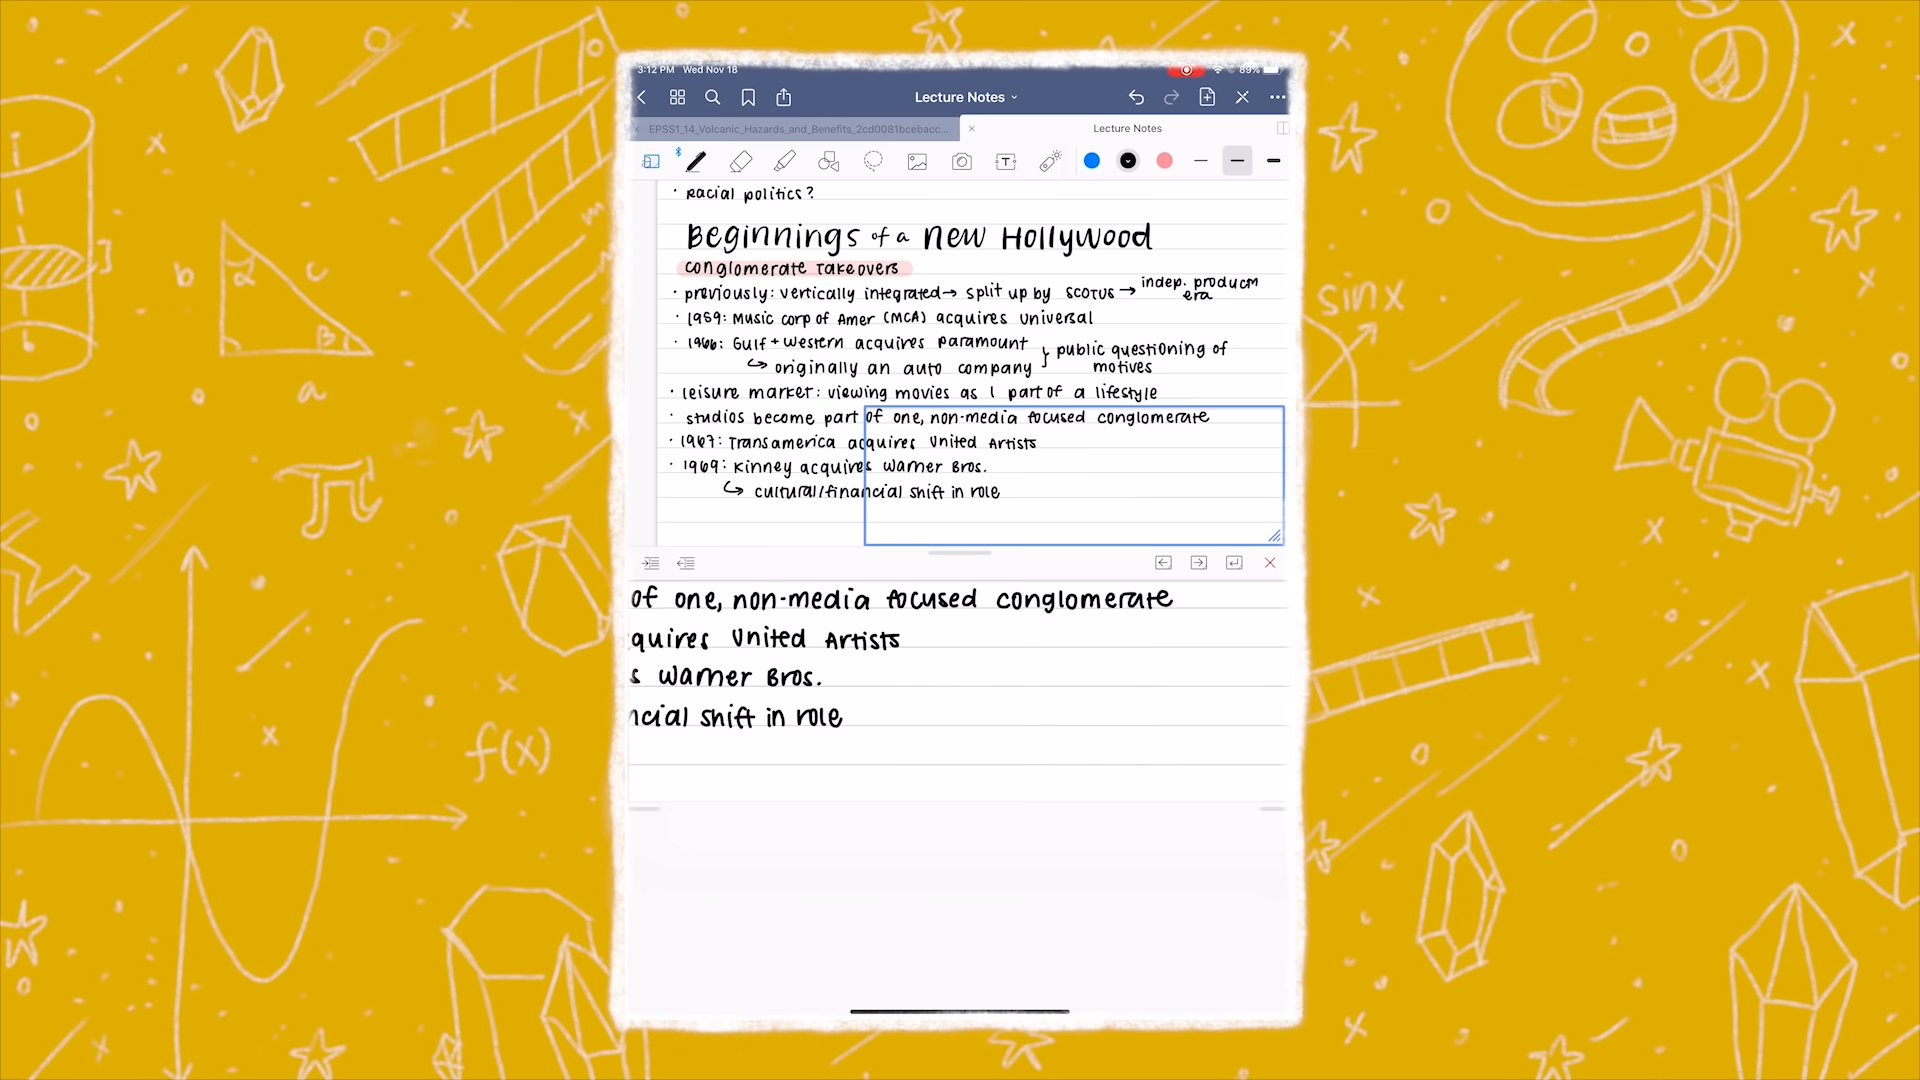 3:12 PM Wed Nov 18
89%
Lecture Notes
EPSS1_14_Volcanic_Hazards_and_Benefits_2cd0081bcebacc...
Lecture Notes
• racial politics?
Beginnings of a new Hollywood
conglomerate takeovers
• previously: vertically integrated → split up by SCOTUS → indep. producm
era
• 1959: Music corp of Amer (MCA) acquires Universal
• 1966: Gulf + Western acquires Paramount
↪ originally an auto company
} public questioning of
motives
• leisure market: viewing movies as 1 part of a lifestyle
• studios become part of one, non-media focused conglomerate
• 1967: Transamerica acquires United Artists
• 1969: Kinney acquires Warner Bros.
↪ cultural/financial shift in role
of one, non-media focused conglomerate
quires United Artists
s Warner Bros.
ncial shift in role
b
α
c
β
a
m
π
f(x)
sinx